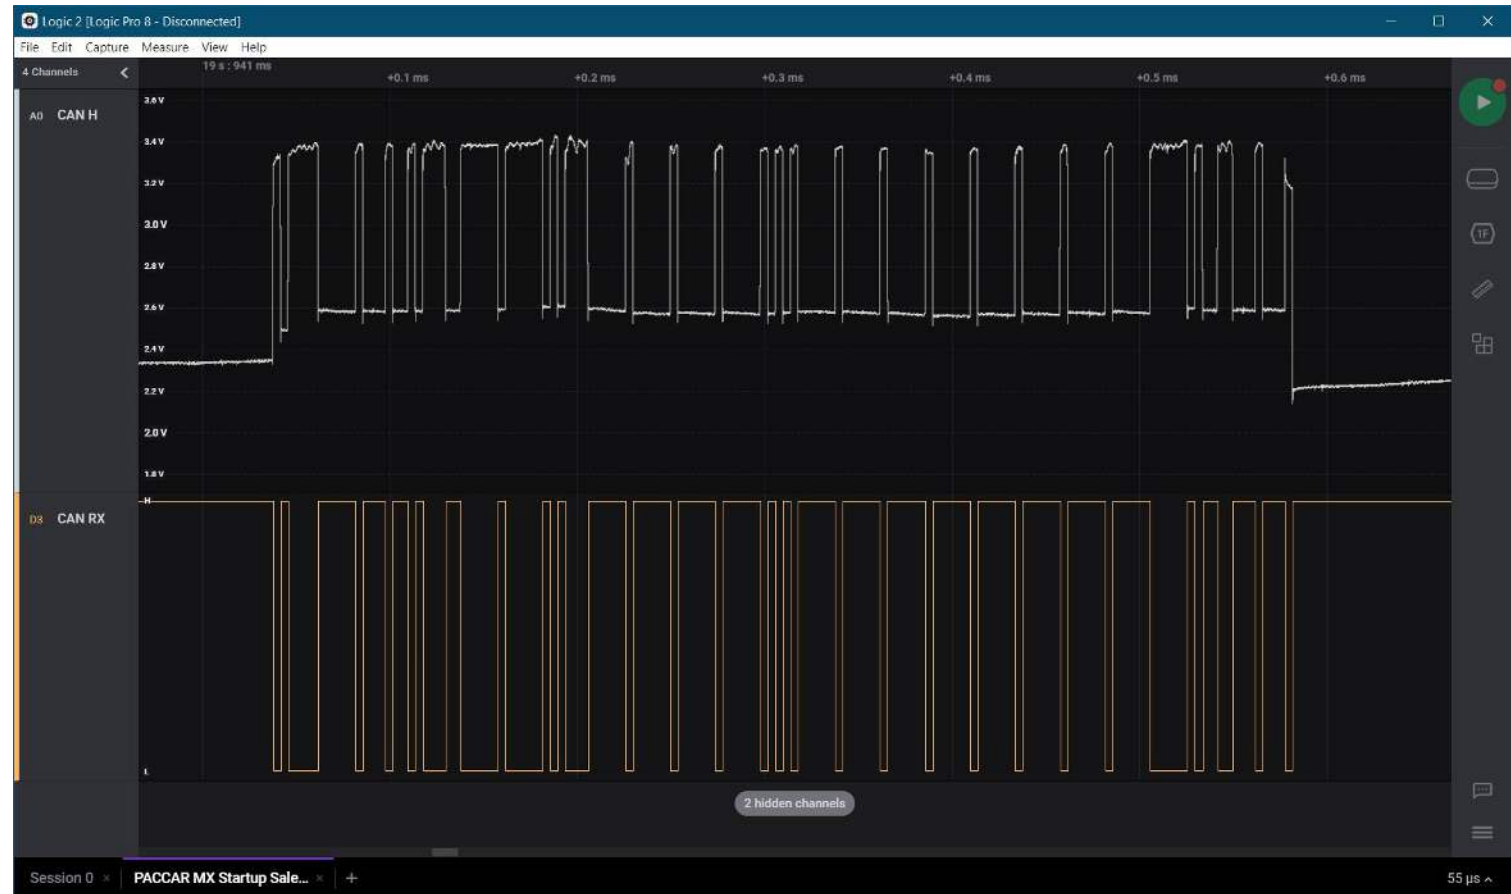 Logic 2 [Logic Pro 8 - Disconnected]
File Edit Capture Measure View Help
4 Channels
19 s : 941 ms
+0.1 ms +0.2 ms +0.3 ms +0.4 ms +0.5 ms +0.6 ms
A0 CAN H
3.6 V
3.4 V
3.2 V
3.0 V
2.8 V
2.6 V
2.4 V
2.2 V
2.0 V
1.8 V
H
D3 CAN RX
L
1F
2 hidden channels
Session 0 × PACCAR MX Startup Sale... × +
55 µs